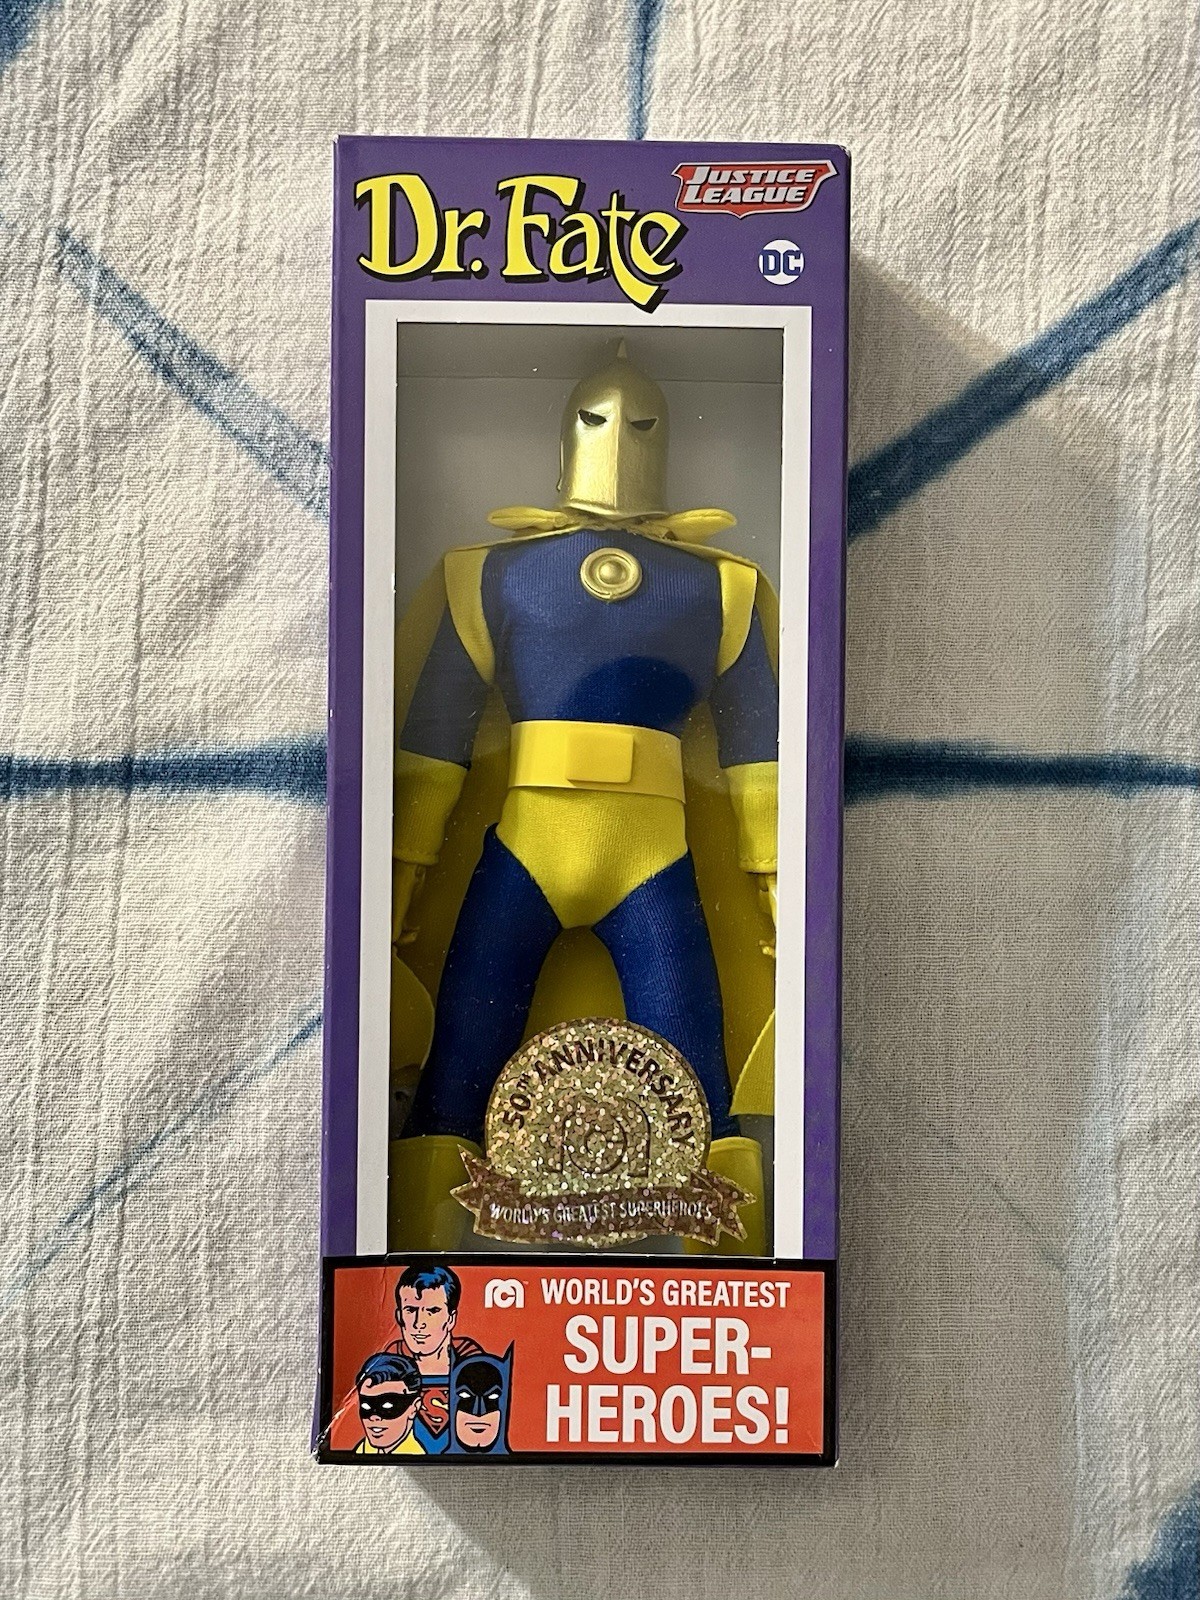 Dr. Fate
JUSTICE
LEAGUE
DC
50TH ANNIVERSARY
WORLD'S GREATEST SUPERHEROES
S
WORLD'S GREATEST
SUPER-
HEROES!